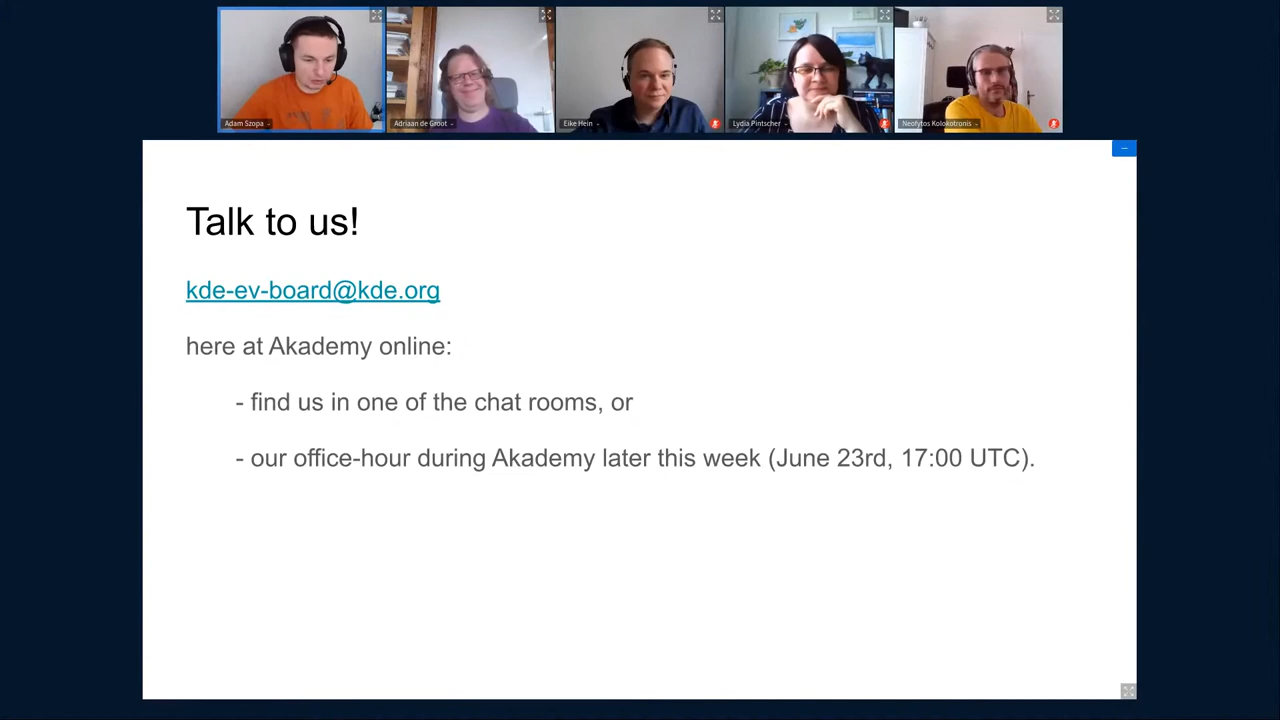 Adam Szopa
Adriaan de Groot
Eike Hein
Lydia Pintscher
Neofytos Kolokotronis
Talk to us!
kde-ev-board@kde.org
here at Akademy online:
- find us in one of the chat rooms, or
- our office-hour during Akademy later this week (June 23rd, 17:00 UTC).